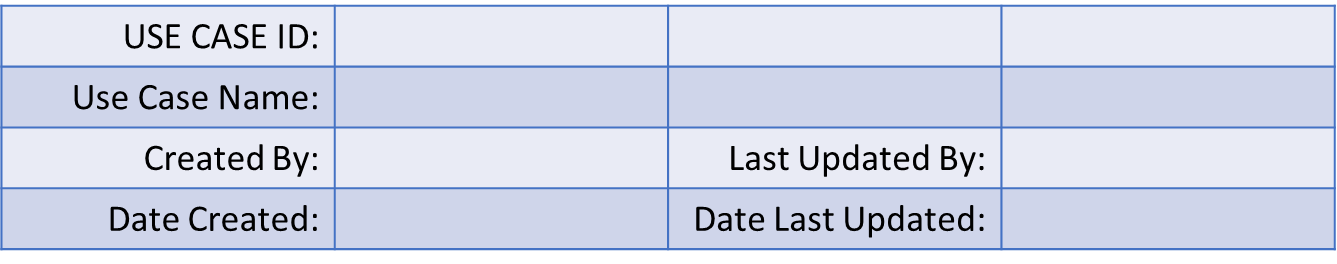 USE CASE ID:
Use Case Name:
Created By: Last Updated By:
Date Created: Date Last Updated: